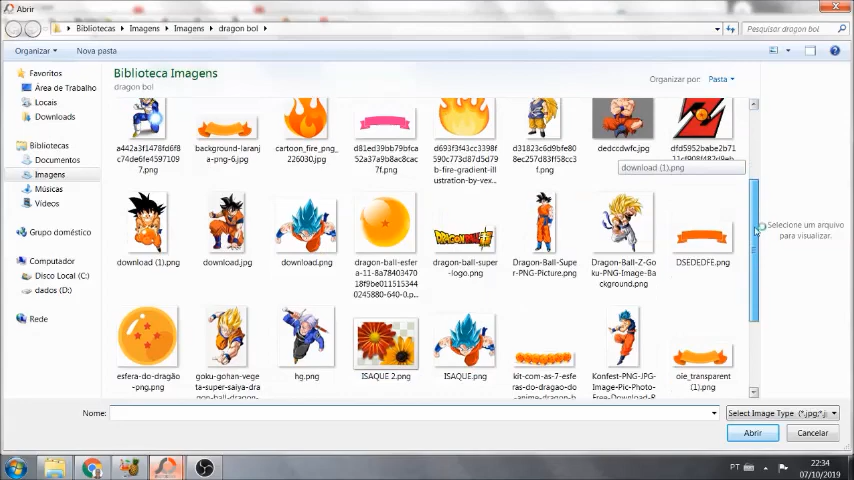 Abrir
Bibliotecas
Imagens
Imagens
dragon bol
Pesquisar dragon bol
Organizar
Nova pasta
Favoritos
Área de Trabalho
Locais
Downloads
Bibliotecas
Documentos
Imagens
Músicas
Vídeos
Grupo doméstico
Computador
Disco Local (C:)
dados (D:)
Rede
Biblioteca Imagens
dragon bol
Organizar por:
Pasta
a442c3f1478fd6f8
c74de6fe4597109
7.png
background-laranj
a-png-6.jpg
cartoon_fire_png_
226030.jpg
d81ed39bb79bfca
52a37a9b8ac8cac
7f.png
d693f3f43cc3398f
590c773d87d5d79
b-fire-gradient-ill
ustration-by-vex...
d31823c6d9bfe80
8ec257d83ff58cc3
f.png
dedccdwfc.jpg
dfd5952babe2b71
download (1).png
download (1).png
download.jpg
download.png
dragon-ball-esfer
a-11-8a78403470
18f9be011515344
0245880-640-0.p...
dragon-ball-super
-logo.png
Dragon-Ball-Supe
r-PNG-Picture.png
Dragon-Ball-Z-Go
ku-PNG-Image-Ba
ckground.png
DSEDEDFE.png
esfera-do-dragão
-png.png
goku-gohan-vege
ta-super-saiya-dra
hg.png
ISAQUE 2.png
ISAQUE.png
kit-com-as-7-esfe
ras-do-dragao-do-
Konfest-PNG-JPG-
Image-Pic-Photo-
oie_transparent
(1).png
Selecione um arquivo
para visualizar.
Nome:
Select Image Type (*.jpg;*.j
Abrir
Cancelar
PT
22:34
07/10/2019